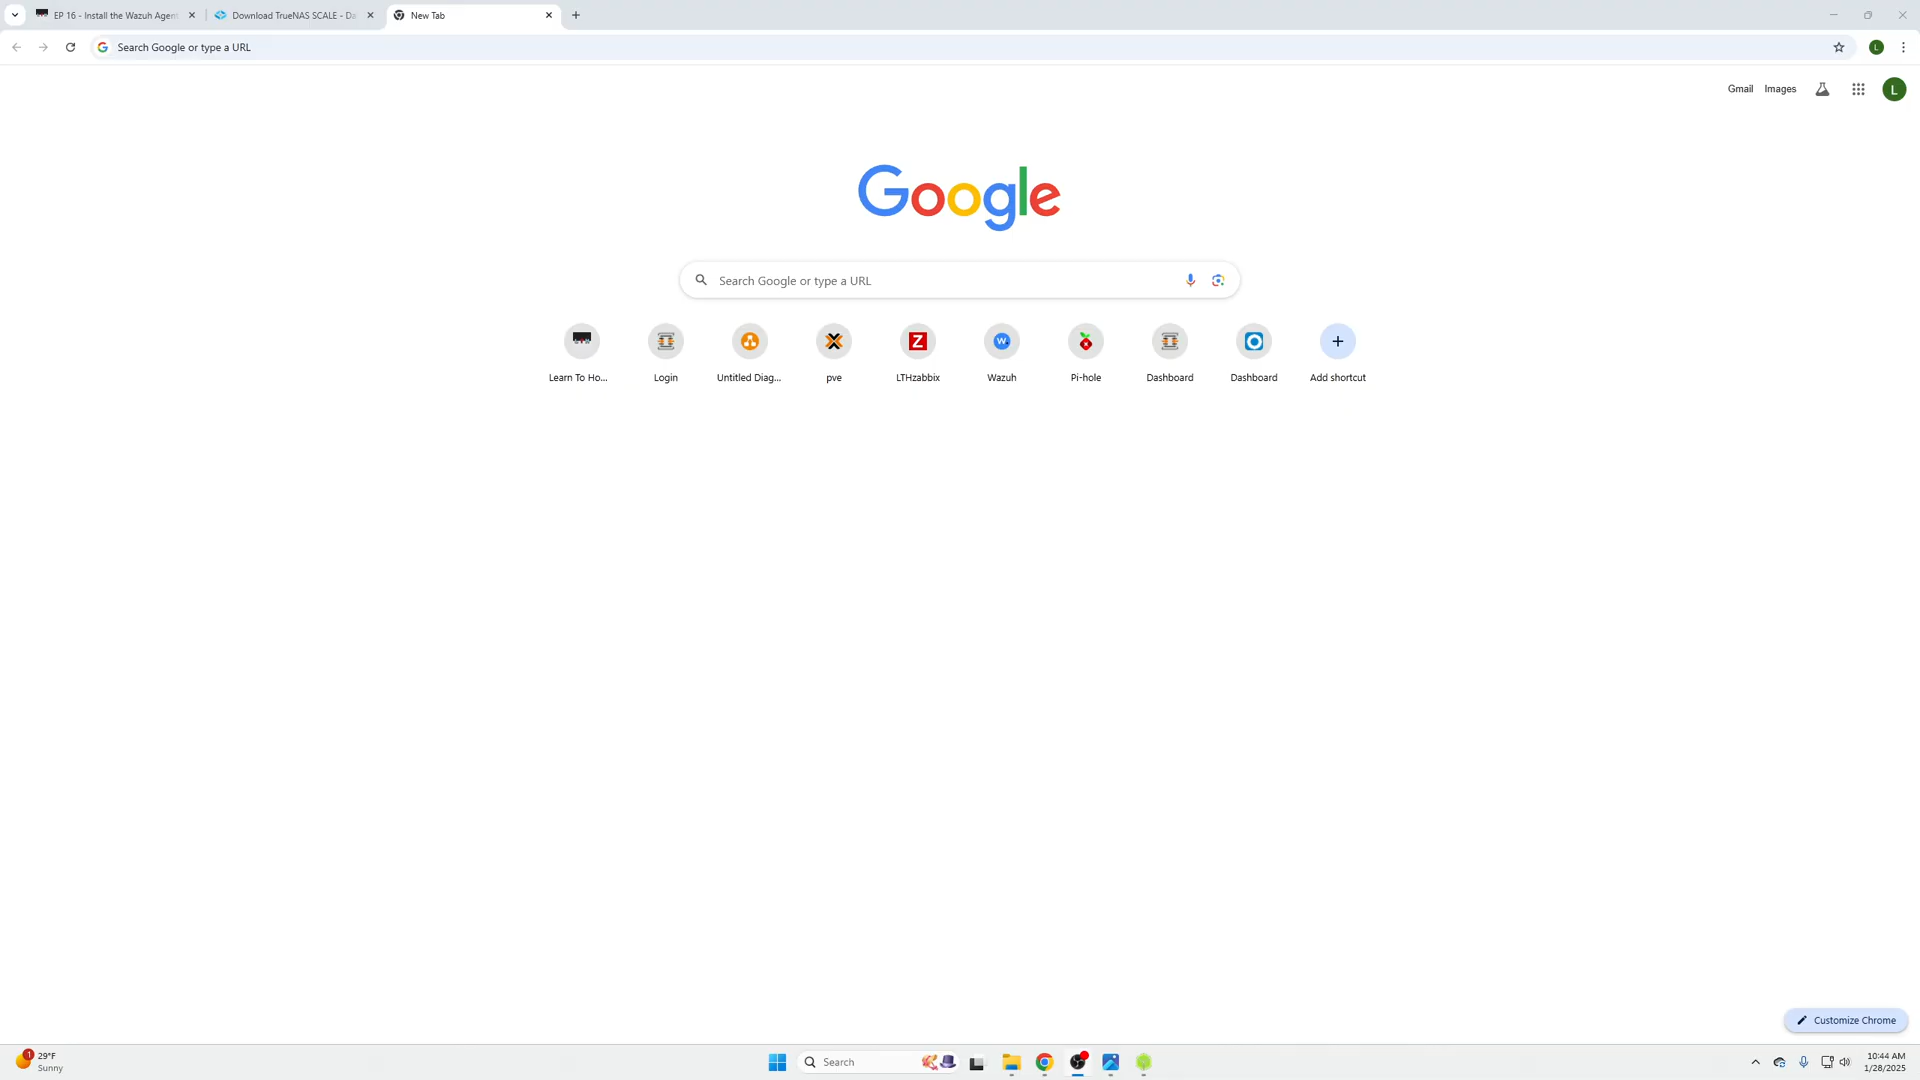 EP 16 - Install the Wazuh Agent
Download TrueNAS SCALE - Da
New Tab
Search Google or type a URL
L
Gmail Images
L
Google
Search Google or type a URL
Learn To Ho...
Login
Untitled Diag...
pve
Z
LTHzabbix
W
Wazuh
Pi-hole
Dashboard
Dashboard
Add shortcut
Customize Chrome
1
29°F
Sunny
Search
10:44 AM
1/28/2025